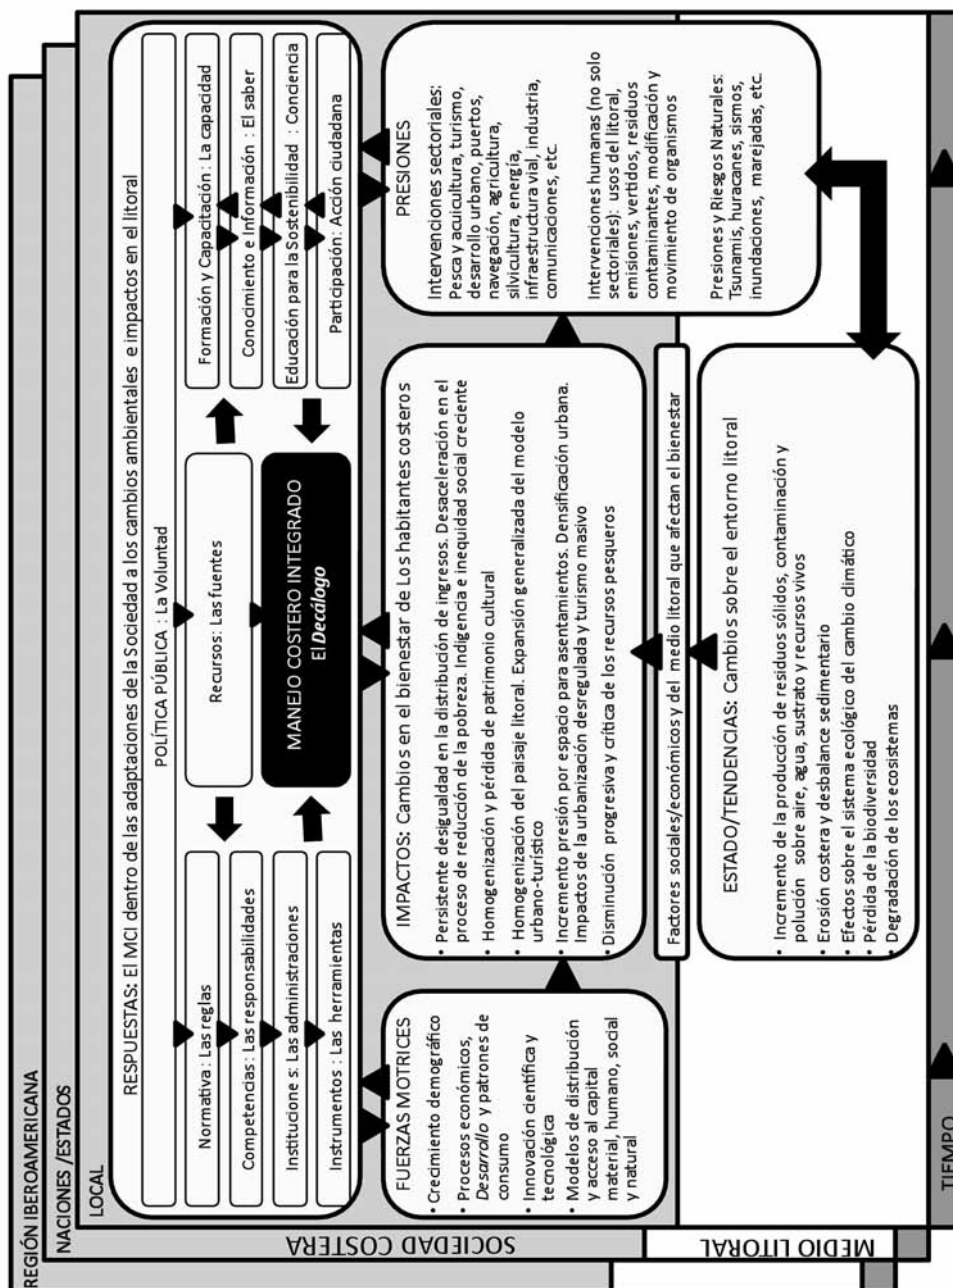 REGIÓN IBEROAMERICANA
NACIONES /ESTADOS
LOCAL
RESPUESTAS: El MCI dentro de las adaptaciones de la Sociedad a los cambios ambientales e impactos en el litoral
POLÍTICA PÚBLICA : La Voluntad
Normativa : Las reglas
Competencias : Las responsabilidades
Institucione s: Las administraciones
Instrumentos : Las herramientas
Recursos: Las fuentes
MANEJO COSTERO INTEGRADO
El Decálogo
Formación y Capacitación : La capacidad
Conocimiento e Información : El saber
Educación para la Sostenibilidad : Conciencia
Participación : Acción ciudadana
FUERZAS MOTRICES
• Crecimiento demográfico
• Procesos económicos,
Desarrollo y patrones de
consumo
• Innovación científica y
tecnológica
• Modelos de distribución
y acceso al capital
material, humano, social
y natural
IMPACTOS: Cambios en el bienestar de Los habitantes costeros
• Persistente desigualdad en la distribución de ingresos. Desaceleración en el
proceso de reducción de la pobreza. Indigencia e inequidad social creciente
• Homogenización y pérdida de patrimonio cultural
• Homogenización del paisaje litoral. Expansión generalizada del modelo
urbano-turístico
• Incremento presión por espacio para asentamientos. Densificación urbana.
Impactos de la urbanización desregulada y turismo masivo
• Disminución progresiva y crítica de los recursos pesqueros
PRESIONES
Intervenciones sectoriales:
Pesca y acuicultura, turismo,
desarrollo urbano, puertos,
navegación, agricultura,
silvicultura, energía,
infraestructura vial, industria,
comunicaciones, etc.
Intervenciones humanas (no solo
sectoriales): usos del litoral,
emisiones, vertidos, residuos
contaminantes, modificación y
movimiento de organismos
Presiones y Riesgos Naturales:
Tsunamis, huracanes, sismos,
inundaciones, marejadas, etc.
Factores sociales/económicos y del medio litoral que afectan el bienestar
ESTADO/TENDENCIAS: Cambios sobre el entorno litoral
• Incremento de la producción de residuos sólidos, contaminación y
polución sobre aire, agua, sustrato y recursos vivos
• Erosión costera y desbalance sedimentario
• Efectos sobre el sistema ecológico del cambio climático
• Pérdida de la biodiversidad
• Degradación de los ecosistemas
SOCIEDAD COSTERA
MEDIO LITORAL
TIEMPO